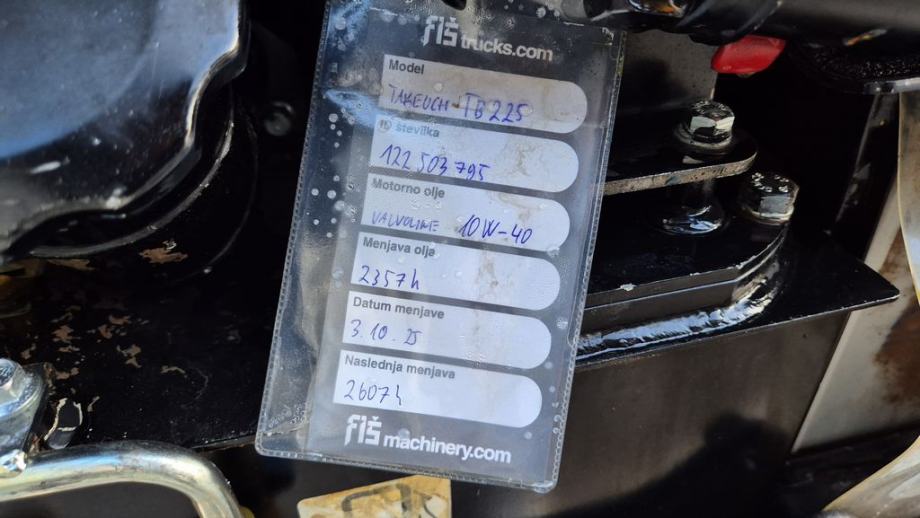 fIš trucks.com
Model
TAKEUCHI TB225
ID številka
122503795
Motorno olje
VALVOLINE 10W-40
Menjava olja
2357h
Datum menjave
3.10.25
Naslednja menjava
2607h
fIš machinery.com